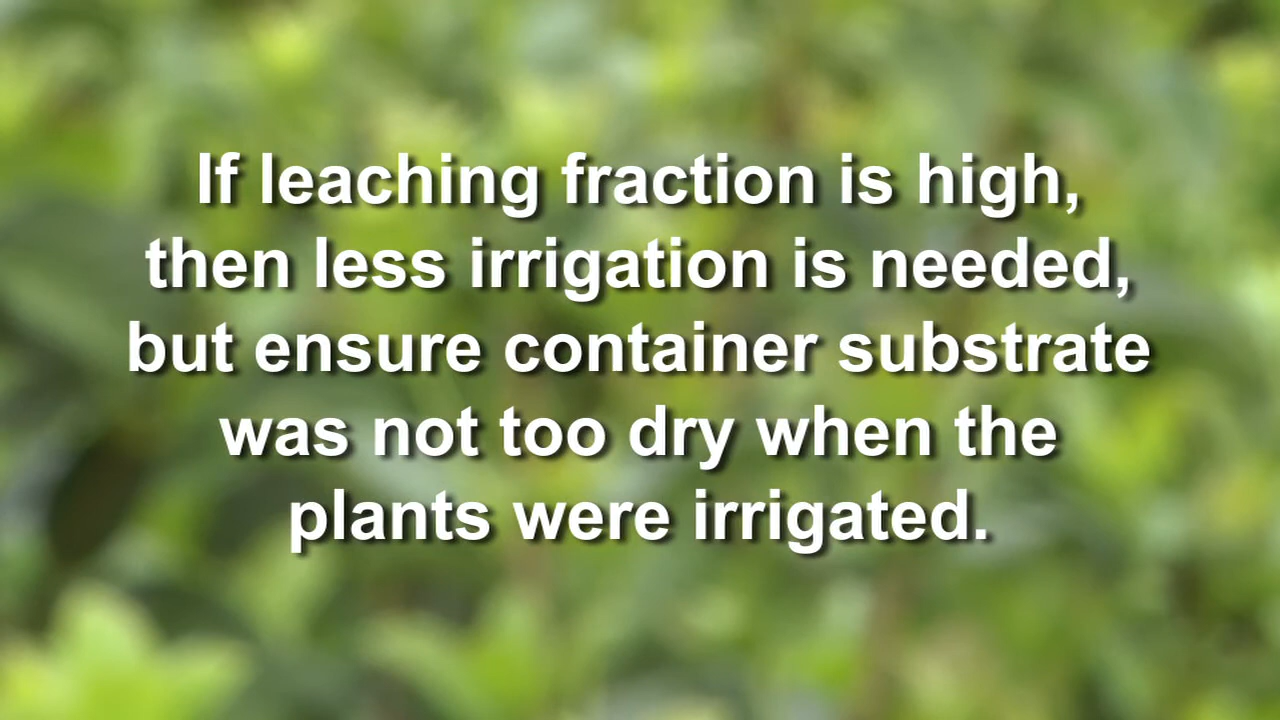 If leaching fraction is high,
then less irrigation is needed,
but ensure container substrate
was not too dry when the
plants were irrigated.